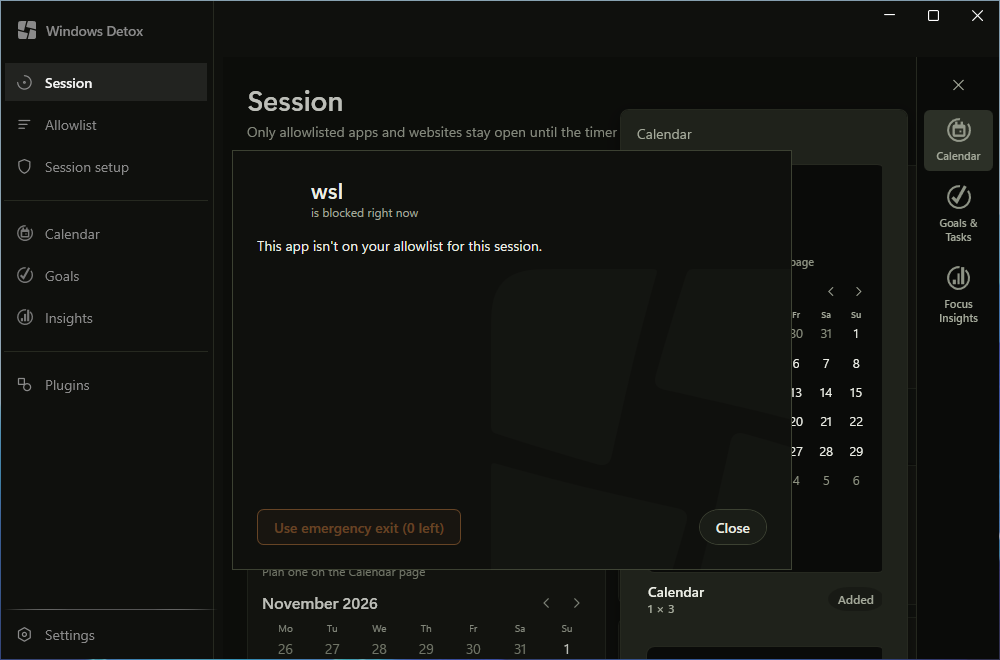 Windows Detox
Session
Allowlist
Session setup
Calendar
Goals
Insights
Plugins
Settings
Session
Only allowlisted apps and websites stay open until the timer
wsl
is blocked right now
This app isn't on your allowlist for this session.
Use emergency exit (0 left)
Close
Plan one on the Calendar page
November 2026
Mo Tu We Th Fr Sa Su
26 27 28 29 30 31 1
Calendar
page
Fr Sa Su
30 31 1
6 7 8
13 14 15
20 21 22
27 28 29
4 5 6
Calendar
1 × 3
Added
Calendar
Goals &
Tasks
Focus
Insights